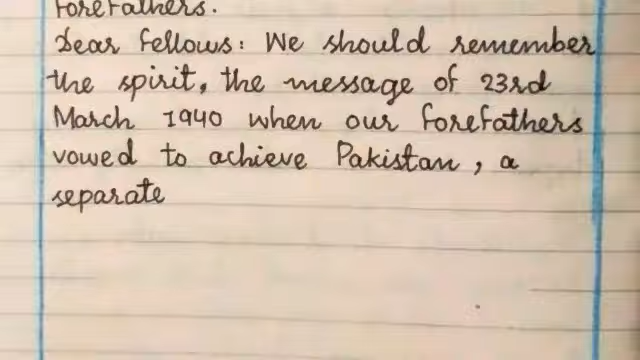 forefathers.
Dear fellows: We should remember
the spirit, the message of 23rd
March 1940 when our forefathers
vowed to achieve Pakistan, a
separate